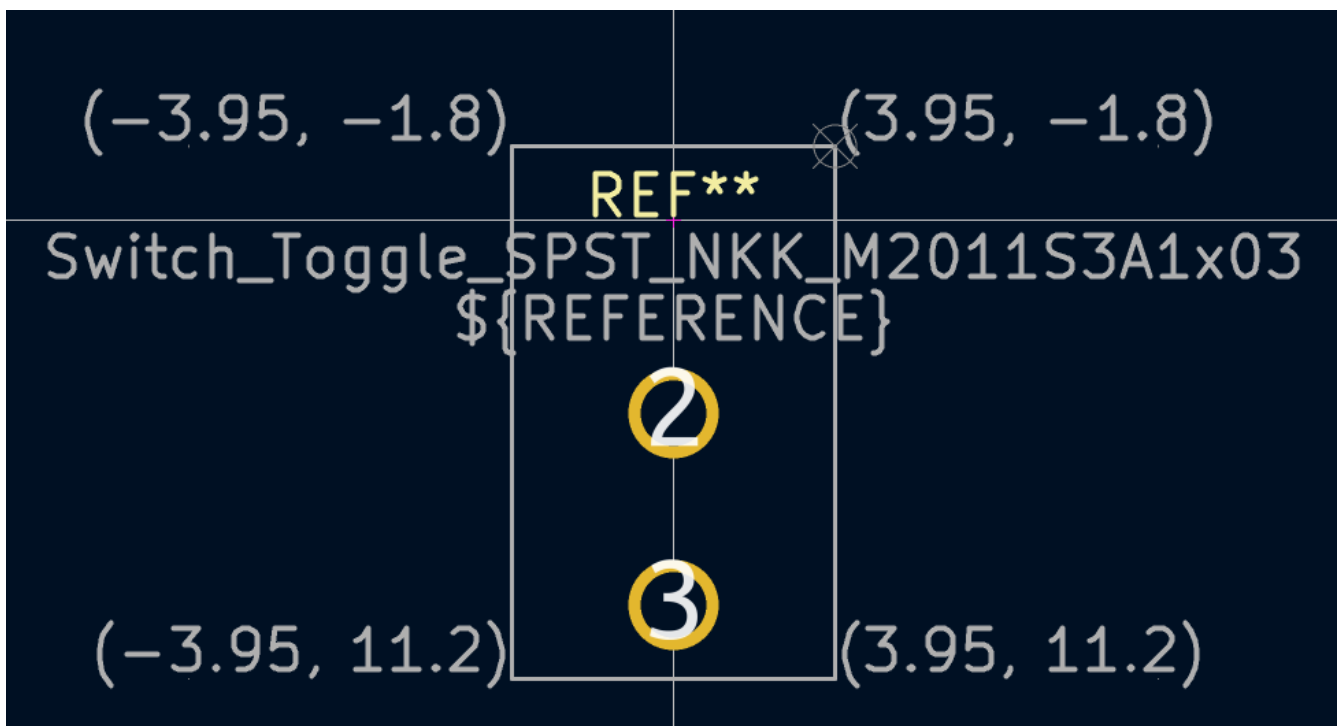 (-3.95, -1.8) (3.95, -1.8)
REF**
Switch_Toggle_SPST_NKK_M2011S3A1x03
${REFERENCE}
2
3
(-3.95, 11.2) (3.95, 11.2)